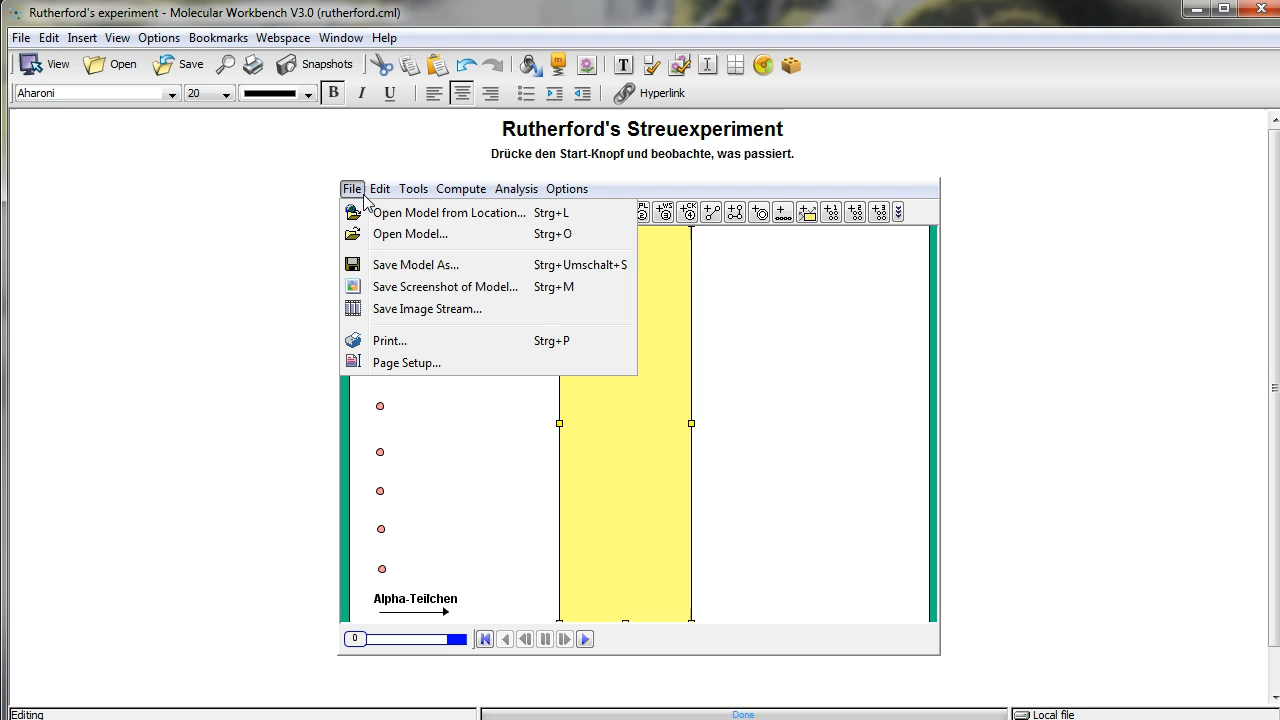 Rutherford's experiment - Molecular Workbench V3.0 (rutherford.cml)
File Edit Insert View Options Bookmarks Webspace Window Help
View Open Save Snapshots
Aharoni 20 B I U Hyperlink
Rutherford's Streuexperiment
Drücke den Start-Knopf und beobachte, was passiert.
File Edit Tools Compute Analysis Options
Open Model from Location... Strg+L
Open Model... Strg+O
Save Model As... Strg+Umschalt+S
Save Screenshot of Model... Strg+M
Save Image Stream...
Print... Strg+P
Page Setup...
Alpha-Teilchen
0
Editing Done Local file